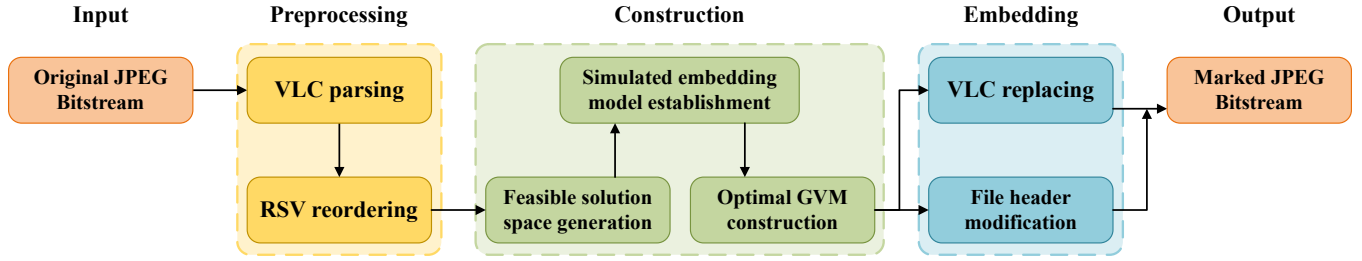 Input
Preprocessing
Construction
Embedding
Output
Original JPEG
Bitstream
VLC parsing
RSV reordering
Simulated embedding
model establishment
Feasible solution
space generation
Optimal GVM
construction
VLC replacing
File header
modification
Marked JPEG
Bitstream